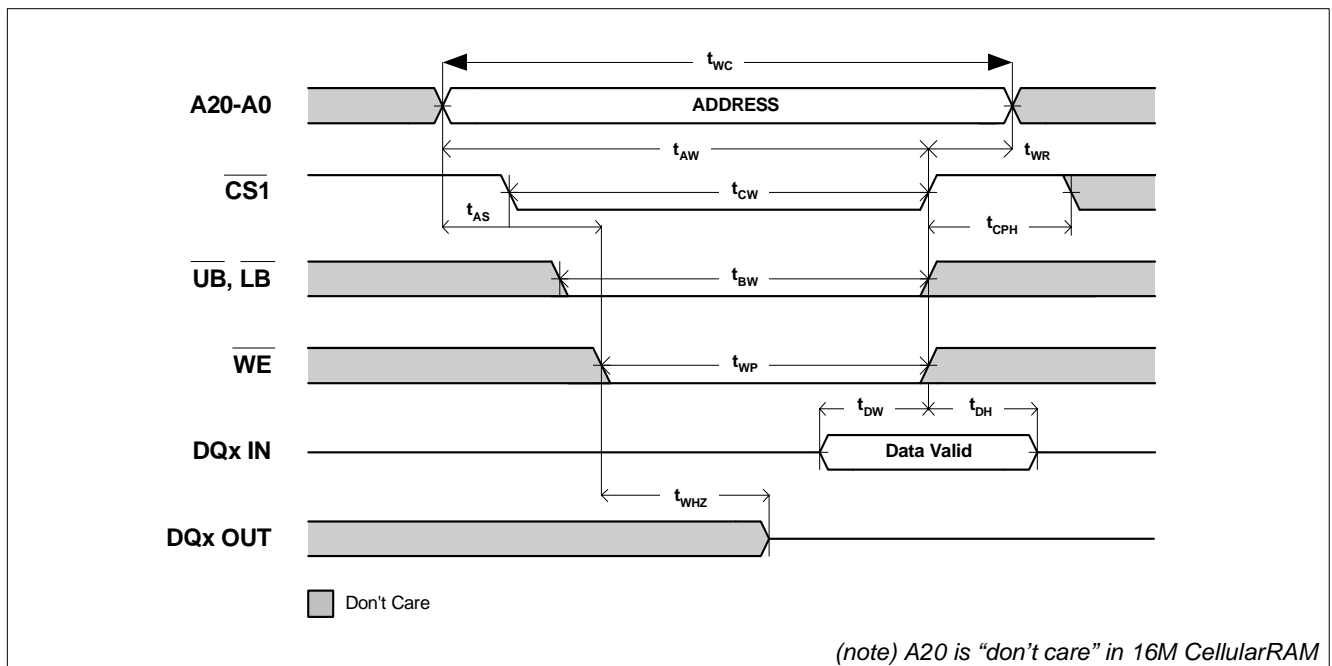 tWC
A20-A0
ADDRESS
tAW
tWR
CS1
tCW
tAS
tCPH
UB, LB
tBW
WE
tWP
tDW
tDH
DQx IN
Data Valid
tWHZ
DQx OUT
Don't Care
(note) A20 is “don’t care” in 16M CellularRAM